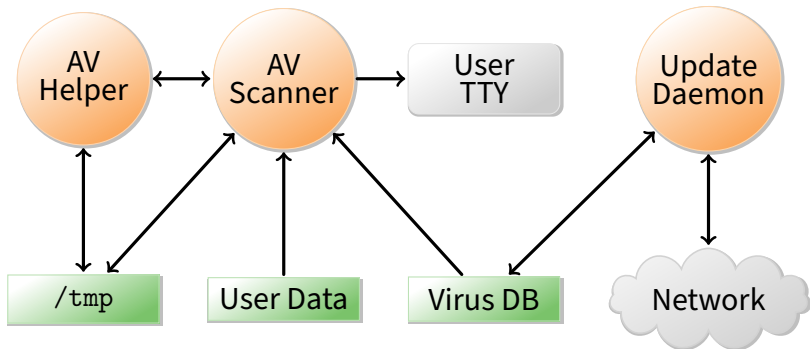 AV
Helper
AV
Scanner
User
TTY
Update
Daemon
/tmp
User Data
Virus DB
Network